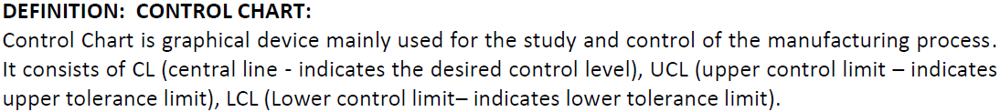 DEFINITION:  CONTROL CHART:
Control Chart is graphical device mainly used for the study and control of the manufacturing process.
It consists of CL (central line - indicates the desired control level), UCL (upper control limit – indicates
upper tolerance limit), LCL (Lower control limit– indicates lower tolerance limit).